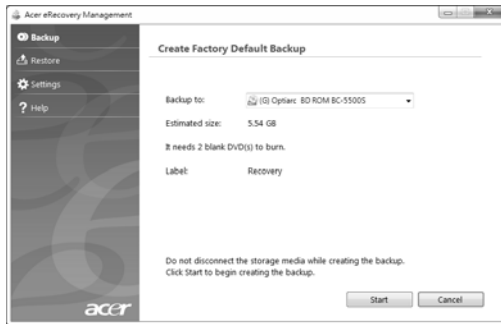 Acer eRecovery Management
Backup
Restore
Settings
Help
acer
Create Factory Default Backup
Backup to: (G) Optiarc BD ROM BC-5500S
Estimated size: 5.54 GB
It needs 2 blank DVD(s) to burn.
Label: Recovery
Do not disconnect the storage media while creating the backup.
Click Start to begin creating the backup.
Start Cancel